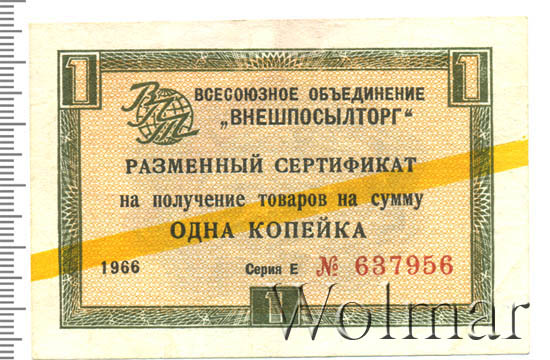 1 1
ВПТ
ВСЕСОЮЗНОЕ ОБЪЕДИНЕНИЕ
„ВНЕШПОСЫЛТОРГ“
РАЗМЕННЫЙ СЕРТИФИКАТ
на получение товаров на сумму
ОДНА КОПЕЙКА
1966 Серия Е № 637956
1
Wolmar